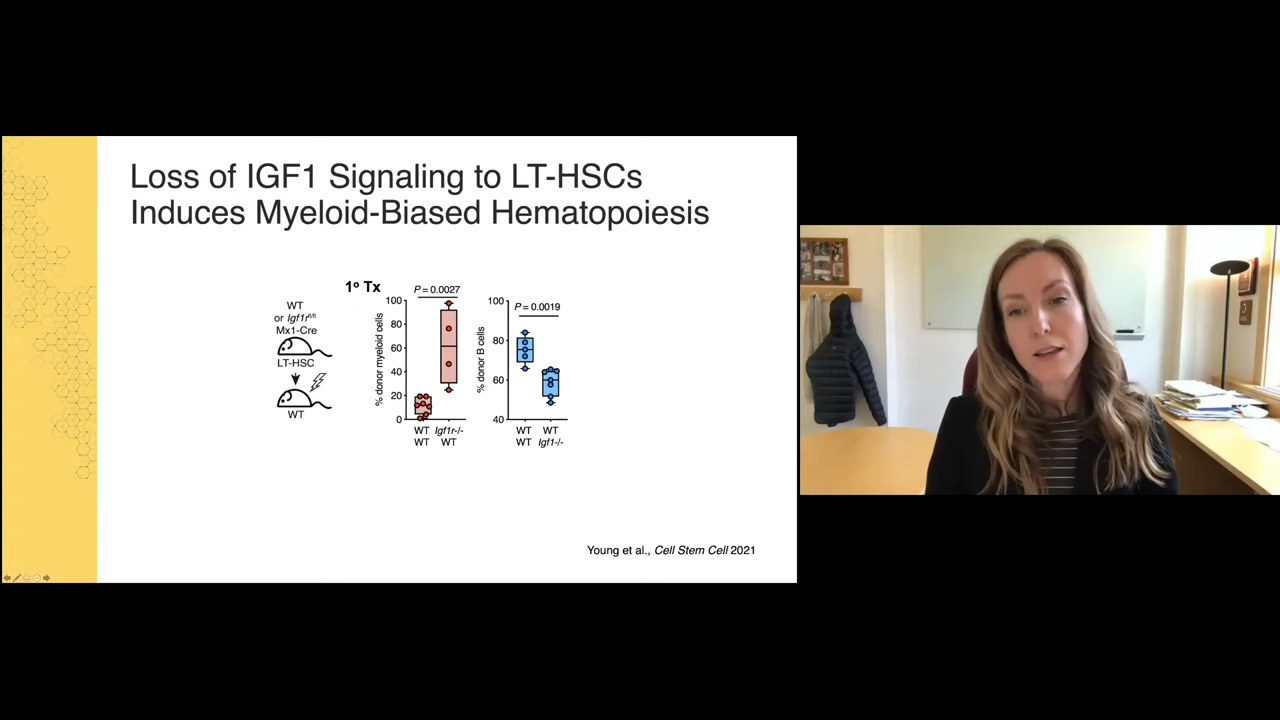 Loss of IGF1 Signaling to LT-HSCs
Induces Myeloid-Biased Hematopoiesis
WT
or Igf1rfl/fl
Mx1-Cre
LT-HSC
WT
1º Tx
P = 0.0027
% donor myeloid cells
100
80
60
40
20
0
WT Igf1r-/-
WT WT
P = 0.0019
% donor B cells
100
80
60
40
WT WT
WT Igf1-/-
Young et al., Cell Stem Cell 2021